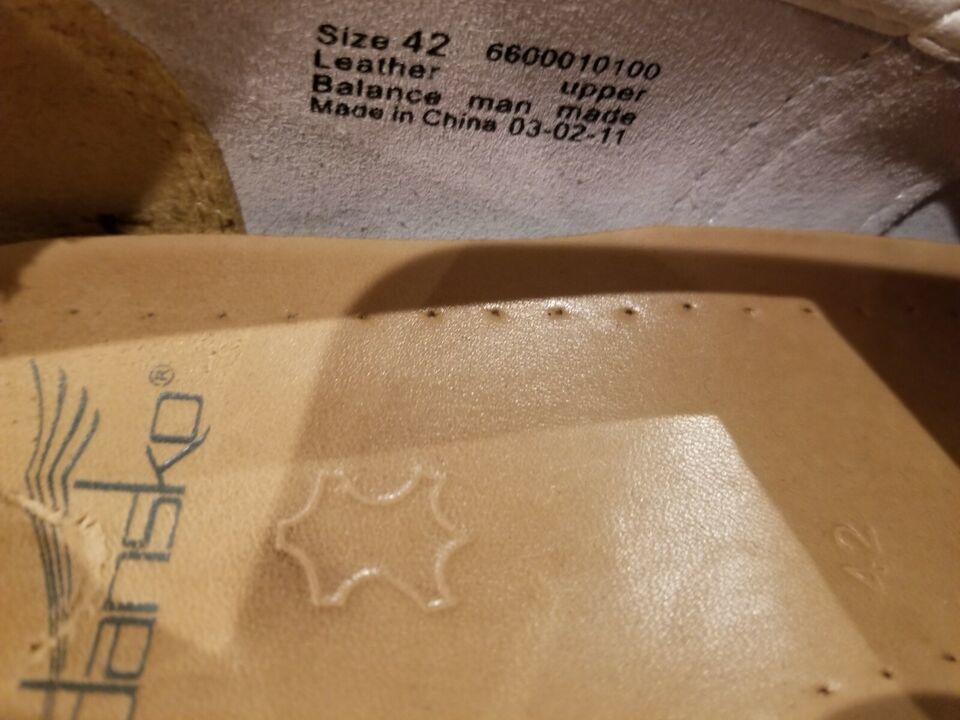 Size 42 6600010100
Leather upper
Balance man made
Made in China 03-02-11
dansko®
42